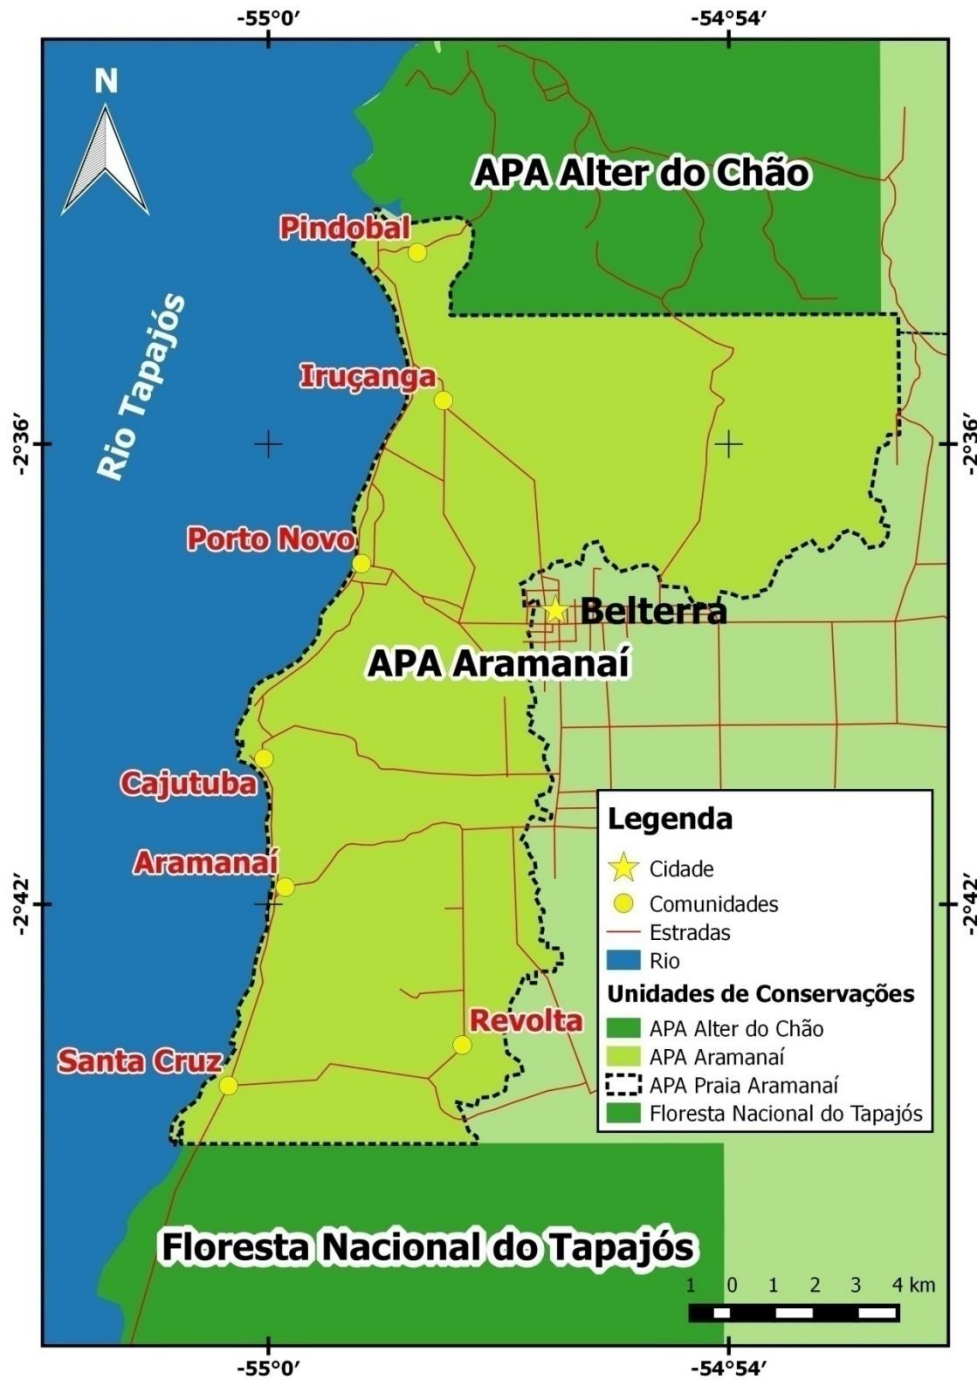 -55°0′
-54°54′
N
APA Alter do Chão
Pindobal
Rio Tapajós
Iruçanga
-2°36′
-2°36′
Porto Novo
Belterra
APA Aramanaí
Cajutuba
Aramanaí
-2°42′
-2°42′
Revolta
Santa Cruz
Legenda
Cidade
Comunidades
Estradas
Rio
Unidades de Conservações
APA Alter do Chão
APA Aramanaí
APA Praia Aramanaí
Floresta Nacional do Tapajós
Floresta Nacional do Tapajós
1 0 1 2 3 4 km
-55°0′
-54°54′